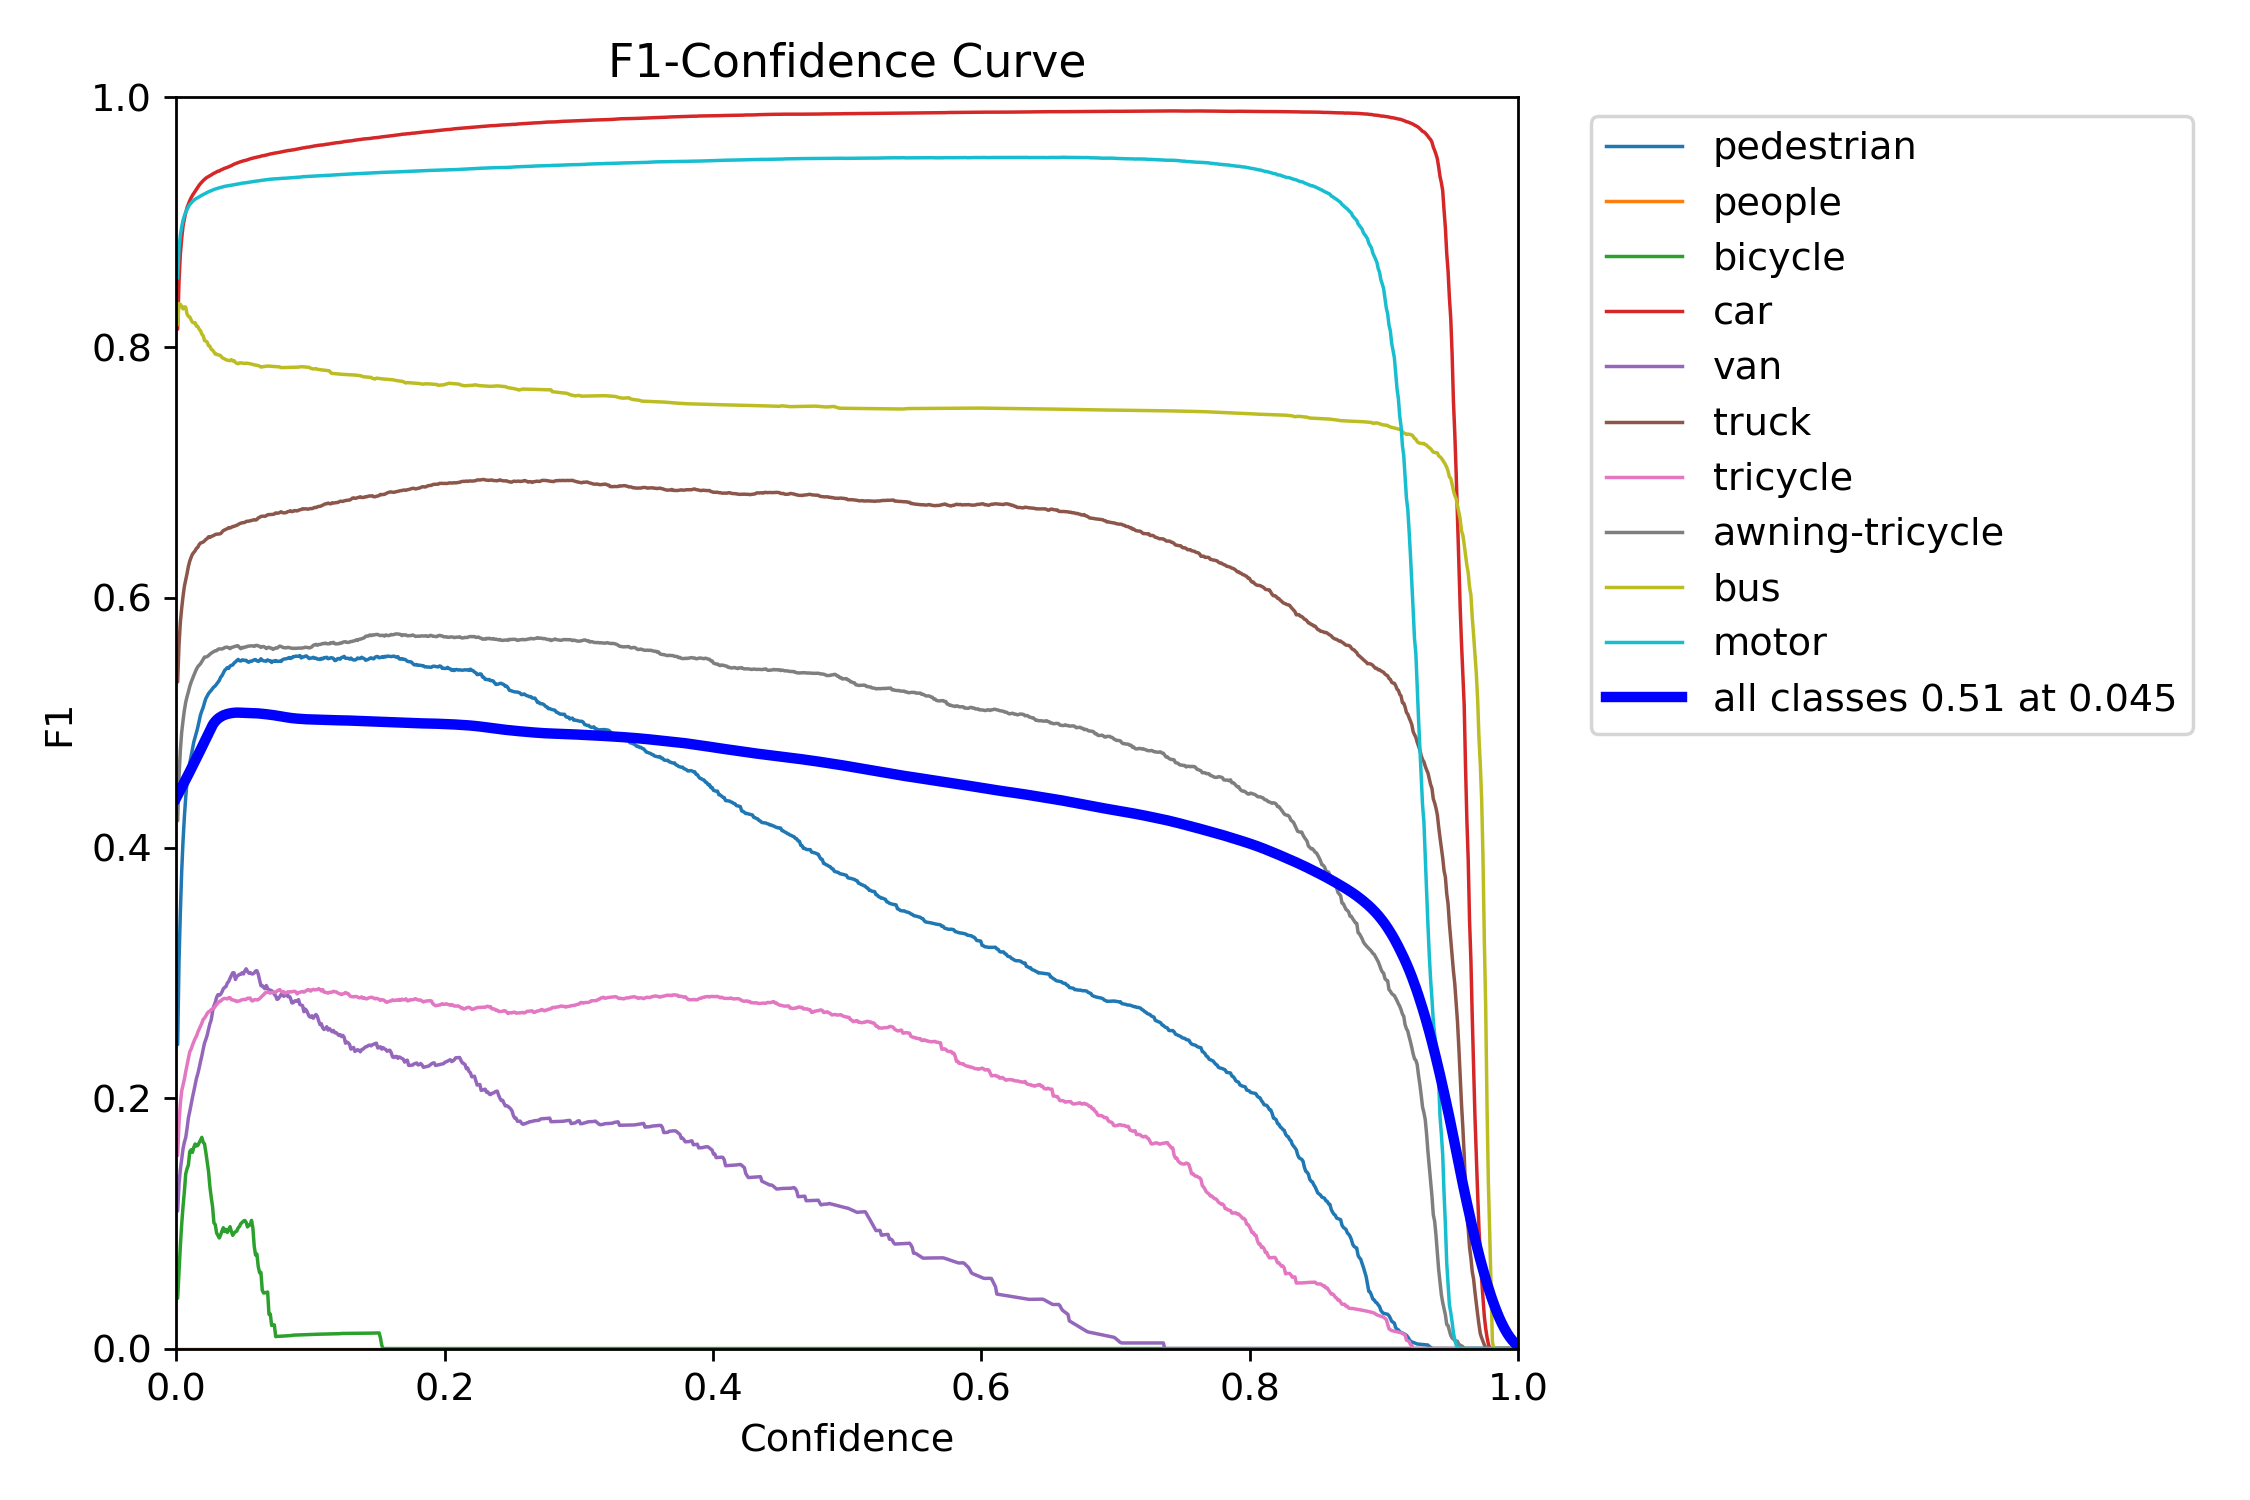 F1-Confidence Curve
1.0
0.8
0.6
0.4
0.2
0.0
F1
0.0 0.2 0.4 0.6 0.8 1.0
Confidence
pedestrian
people
bicycle
car
van
truck
tricycle
awning-tricycle
bus
motor
all classes 0.51 at 0.045